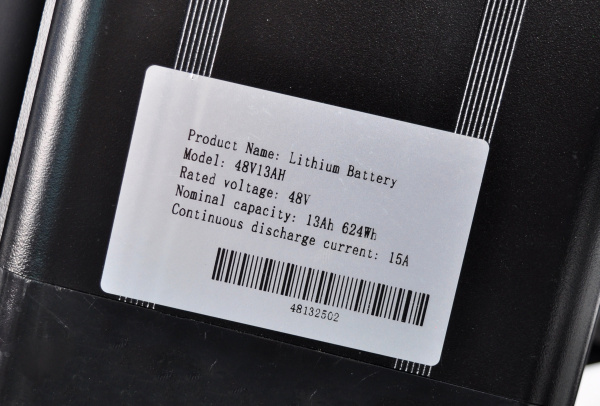 Product Name: Lithium Battery
Model: 48V13AH
Rated voltage: 48V
Nominal capacity: 13Ah 624Wh
Continuous discharge current: 15A
48132502